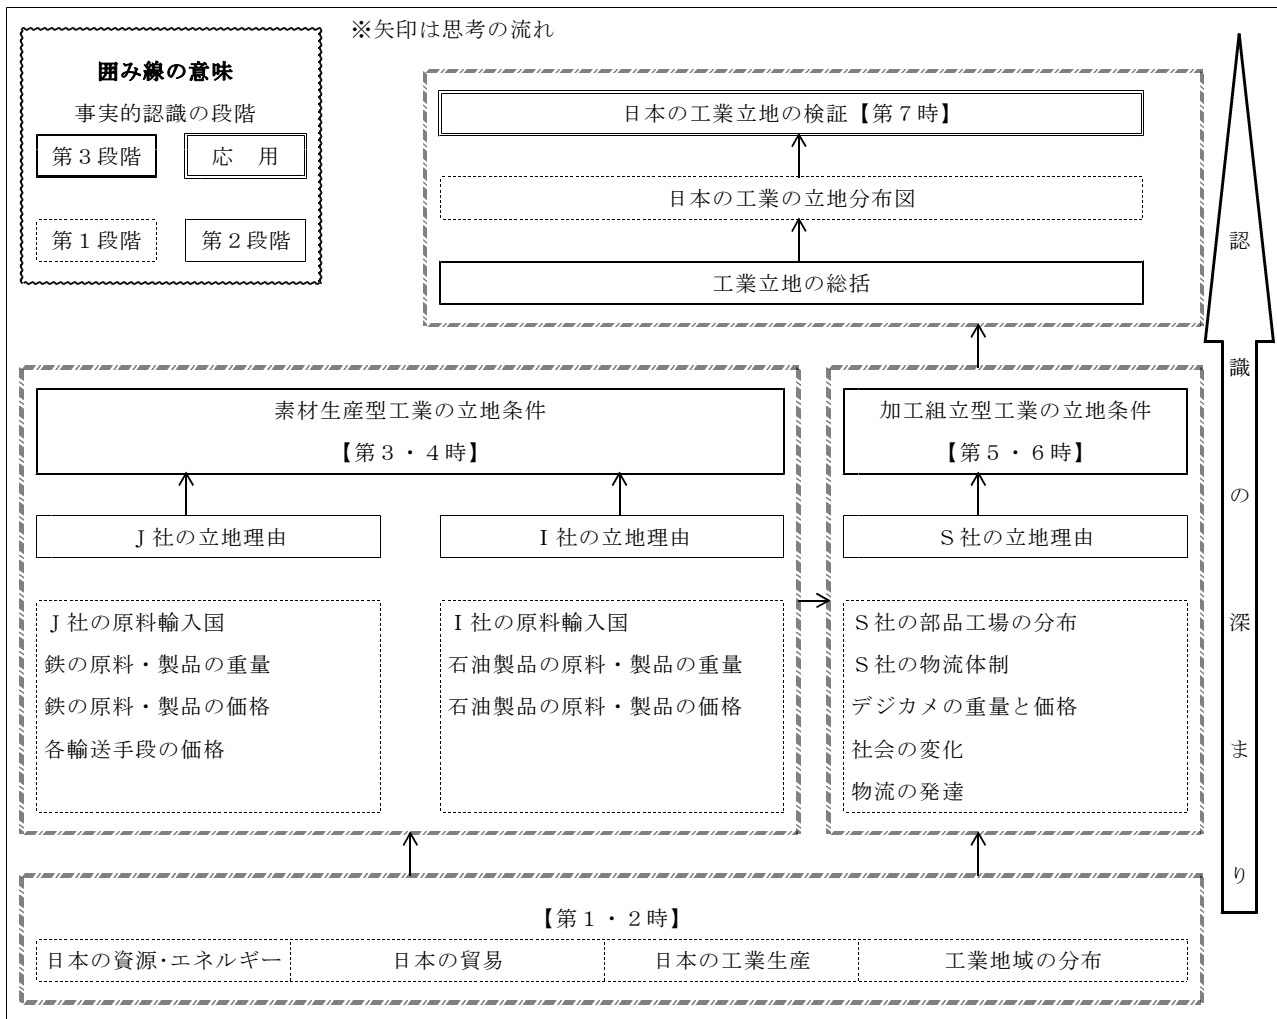 ※矢印は思考の流れ
囲み線の意味
事実的認識の段階
第３段階
応　用
第１段階
第２段階
日本の工業立地の検証【第７時】
日本の工業の立地分布図
工業立地の総括
素材生産型工業の立地条件
【第３・４時】
加工組立型工業の立地条件
【第５・６時】
Ｊ社の立地理由
Ｉ社の立地理由
Ｓ社の立地理由
Ｊ社の原料輸入国
鉄の原料・製品の重量
鉄の原料・製品の価格
各輸送手段の価格
Ｉ社の原料輸入国
石油製品の原料・製品の重量
石油製品の原料・製品の価格
Ｓ社の部品工場の分布
Ｓ社の物流体制
デジカメの重量と価格
社会の変化
物流の発達
【第１・２時】
日本の資源･エネルギー
日本の貿易
日本の工業生産
工業地域の分布
認識の深まり